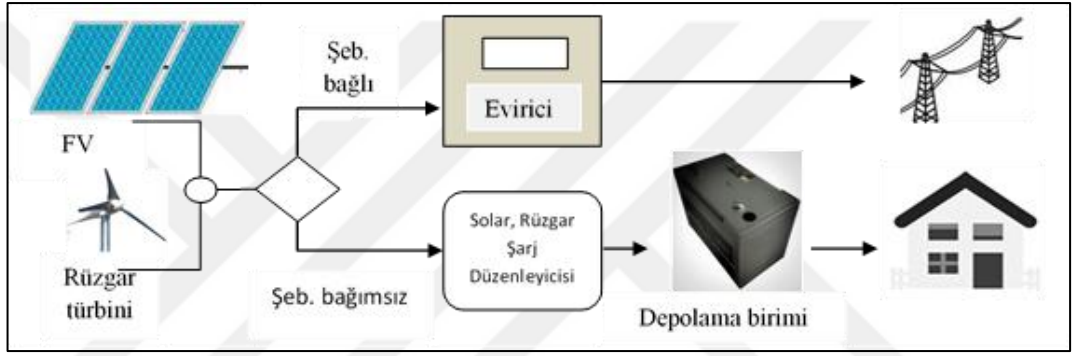 FV
Rüzgar
türbini
Şeb.
bağlı
Evirici
Şeb. bağımsız
Solar, Rüzgar
Şarj
Düzenleyicisi
Depolama birimi